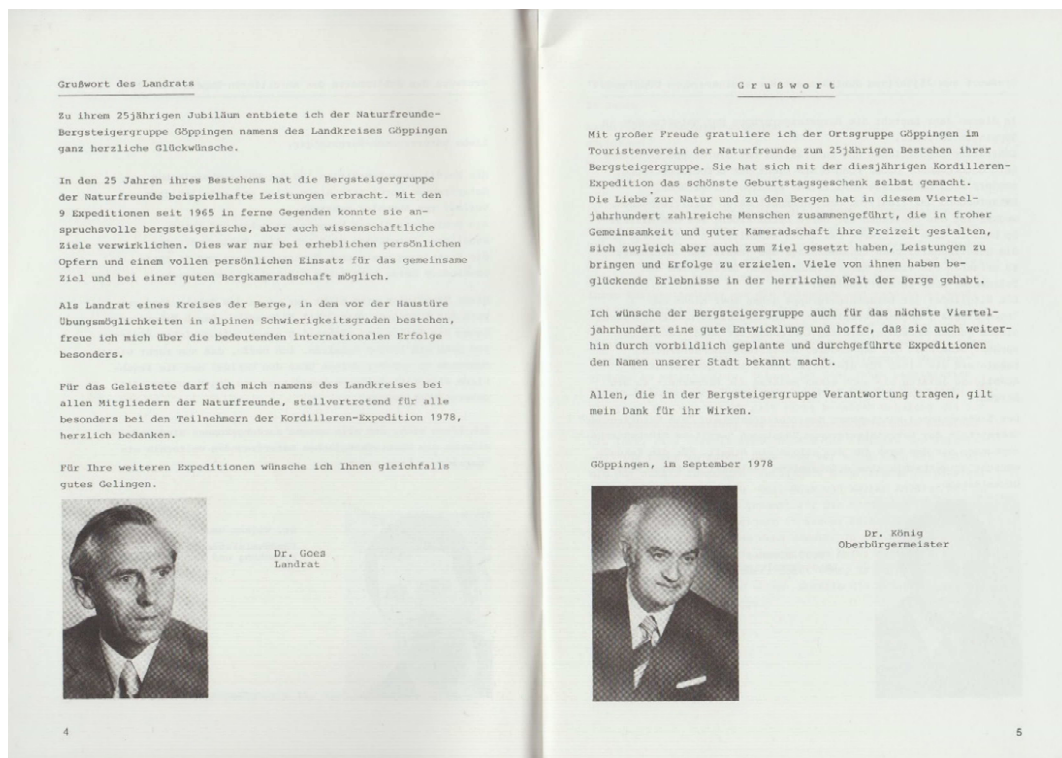 Grußwort des Landrats
Zu ihrem 25jährigen Jubiläum entbiete ich der Naturfreunde-
Bergsteigergruppe Göppingen namens des Landkreises Göppingen
ganz herzliche Glückwünsche.
In den 25 Jahren ihres Bestehens hat die Bergsteigergruppe
der Naturfreunde beispielhafte Leistungen erbracht. Mit den
9 Expeditionen seit 1965 in ferne Gegenden konnte sie an-
spruchsvolle bergsteigerische, aber auch wissenschaftliche
Ziele verwirklichen. Dies war nur bei erheblichen persönlichen
Opfern und einem vollen persönlichen Einsatz für das gemeinsame
Ziel und bei einer guten Bergkameradschaft möglich.
Als Landrat eines Kreises der Berge, in dem vor der Haustüre
Übungsmöglichkeiten in alpinen Schwierigkeitsgraden bestehen,
freue ich mich über die bedeutenden internationalen Erfolge
besonders.
Für das Geleistete darf ich mich namens des Landkreises bei
allen Mitgliedern der Naturfreunde, stellvertretend für alle
besonders bei den Teilnehmern der Kordilleren-Expedition 1978,
herzlich bedanken.
Für Ihre weiteren Expeditionen wünsche ich Ihnen gleichfalls
gutes Gelingen.
Dr. Goes
Landrat
4
Grußwort
Mit großer Freude gratuliere ich der Ortsgruppe Göppingen im
Touristenverein der Naturfreunde zum 25jährigen Bestehen ihrer
Bergsteigergruppe. Sie hat sich mit der diesjährigen Kordilleren-
Expedition das schönste Geburtstagsgeschenk selbst gemacht.
Die Liebe zur Natur und zu den Bergen hat in diesem Viertel-
jahrhundert zahlreiche Menschen zusammengeführt, die in froher
Gemeinsamkeit und guter Kameradschaft ihre Freizeit gestalten,
sich zugleich aber auch zum Ziel gesetzt haben, Leistungen zu
bringen und Erfolge zu erzielen. Viele von ihnen haben be-
glückende Erlebnisse in der herrlichen Welt der Berge gehabt.
Ich wünsche der Bergsteigergruppe auch für das nächste Viertel-
jahrhundert eine gute Entwicklung und hoffe, daß sie auch weiter-
hin durch vorbildlich geplante und durchgeführte Expeditionen
den Namen unserer Stadt bekannt macht.
Allen, die in der Bergsteigergruppe Verantwortung tragen, gilt
mein Dank für ihr Wirken.
Göppingen, im September 1978
Dr. König
Oberbürgermeister
5